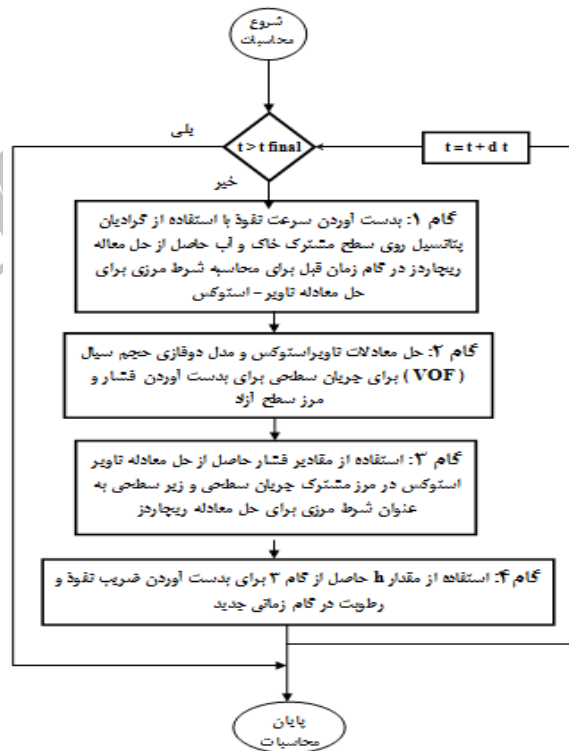 شروع
محاسبات
بلی
t > t final
t = t + d t
خیر
گام ۱: بدست آوردن سرعت نفوذ با استفاده از گرادیان
پتانسیل روی سطح مشترک خاک و آب حاصل از حل معاله
ریچاردز در گام زمان قبل برای محاسبه شرط مرزی برای
حل معادله ناویر - استوکس
گام ۲: حل معادلات ناویراستوکس و مدل دوفازی حجم سیال
( VOF ) برای جریان سطحی برای بدست آوردن فشار و
مرز سطح آزاد
گام ۳: استفاده از مقادیر فشار حاصل از حل معادله ناویر
استوکس در مرز مشترک جریان سطحی و زیر سطحی به
عنوان شرط مرزی برای حل معادله ریچاردز
گام ۴: استفاده از مقدار h حاصل از گام ۳ برای بدست آوردن ضریب نفوذ و
رطوبت در گام زمانی جدید
پایان
محاسبات